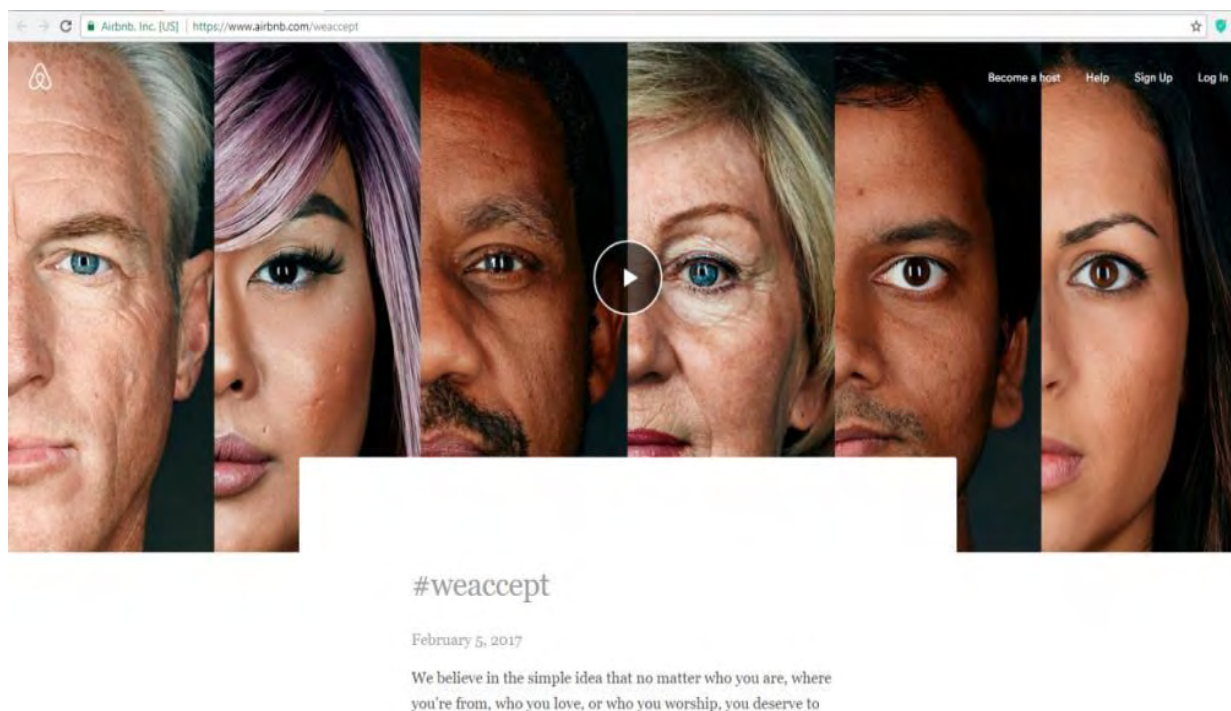 Airbnb, Inc. [US] | https://www.airbnb.com/weaccept
Become a host Help Sign Up Log In
#weaccept
February 5, 2017
We believe in the simple idea that no matter who you are, where
you're from, who you love, or who you worship, you deserve to